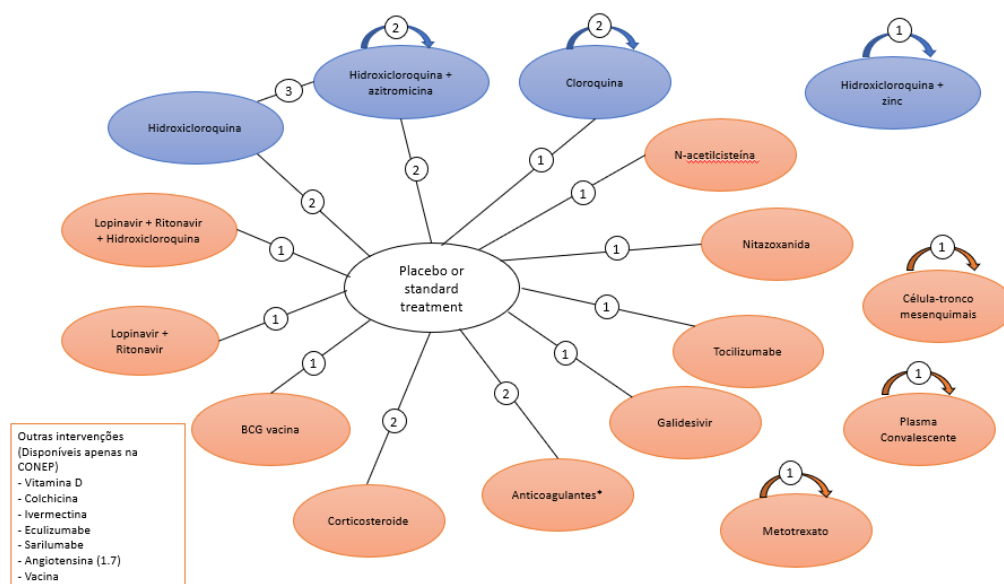 2
2
1
Hidroxicloroquina +
azitromicina
Cloroquina
Hidroxicloroquina +
zinc
3
Hidroxicloroquina
N-acetilcisteína
2
1
1
2
Lopinavir + Ritonavir
+ Hidroxicloroquina
1
Nitazoxanida
1
Placebo or
standard
treatment
1
Célula-tronco
mesenquimais
Lopinavir +
Ritonavir
1
1
Tocilizumabe
1
1
2
2
1
BCG vacina
Galidesivir
Plasma
Convalescente
Corticosteroide
Anticoagulantes*
1
Metotrexato
Outras intervenções
(Disponíveis apenas na
CONEP)
- Vitamina D
- Colchicina
- Ivermectina
- Eculizumabe
- Sarilumabe
- Angiotensina (1.7)
- Vacina